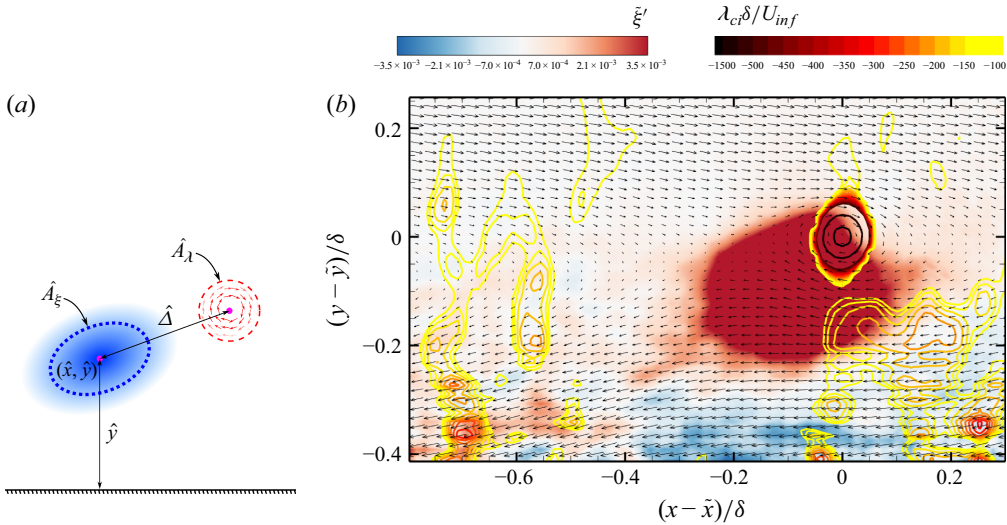 ξ̃′
λ_ci δ/U_inf
−3.5 × 10⁻³ −2.1 × 10⁻³ −7.0 × 10⁻⁴ 7.0 × 10⁻⁴ 2.1 × 10⁻³ 3.5 × 10⁻³
−1500 −500 −450 −400 −350 −300 −250 −200 −150 −100
(a)
(b)
Â_λ
Â_ξ
Δ̂
(x̂, ŷ)
ŷ
(y − ỹ)/δ
0.2
0
−0.2
−0.4
−0.6 −0.4 −0.2 0 0.2
(x − x̃)/δ